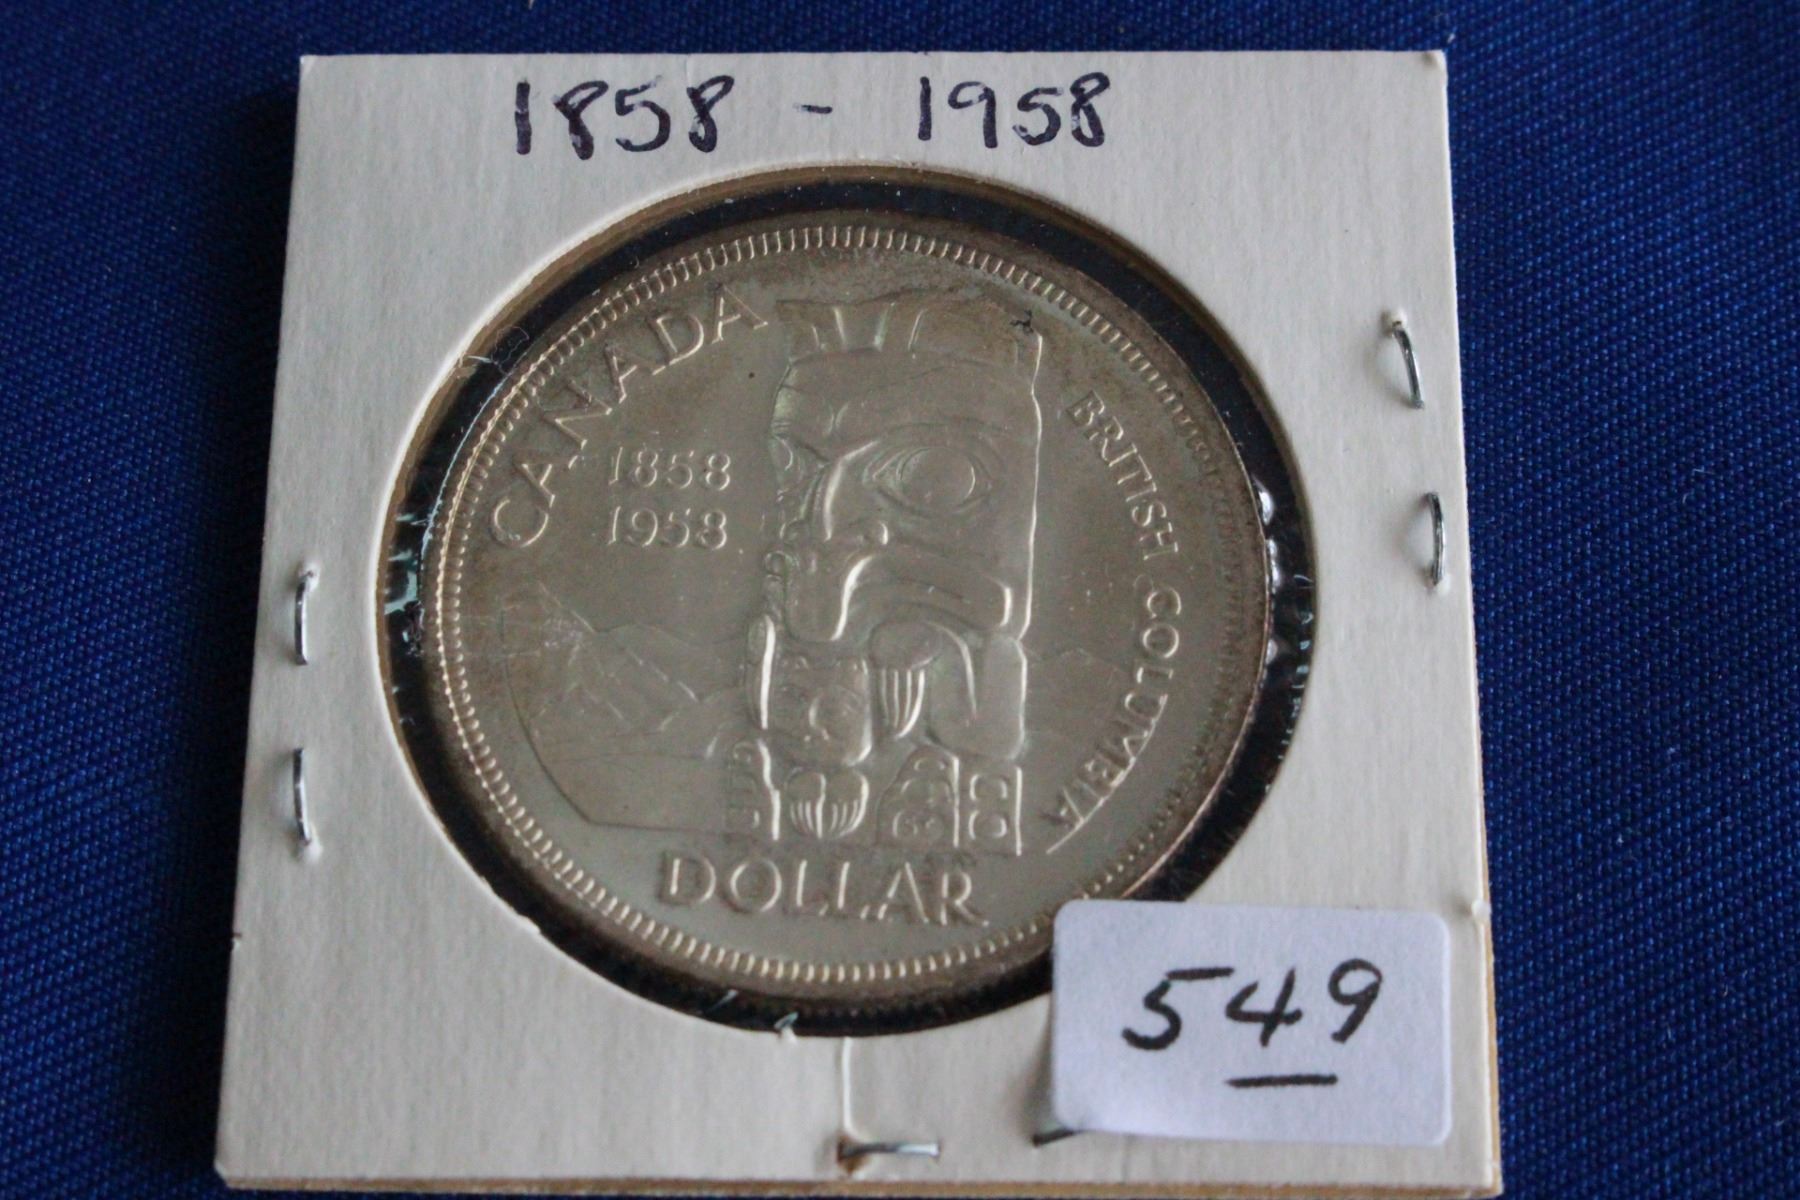 1858 - 1958
CANADA
1858
1958
BRITISH COLUMBIA
DOLLAR
549